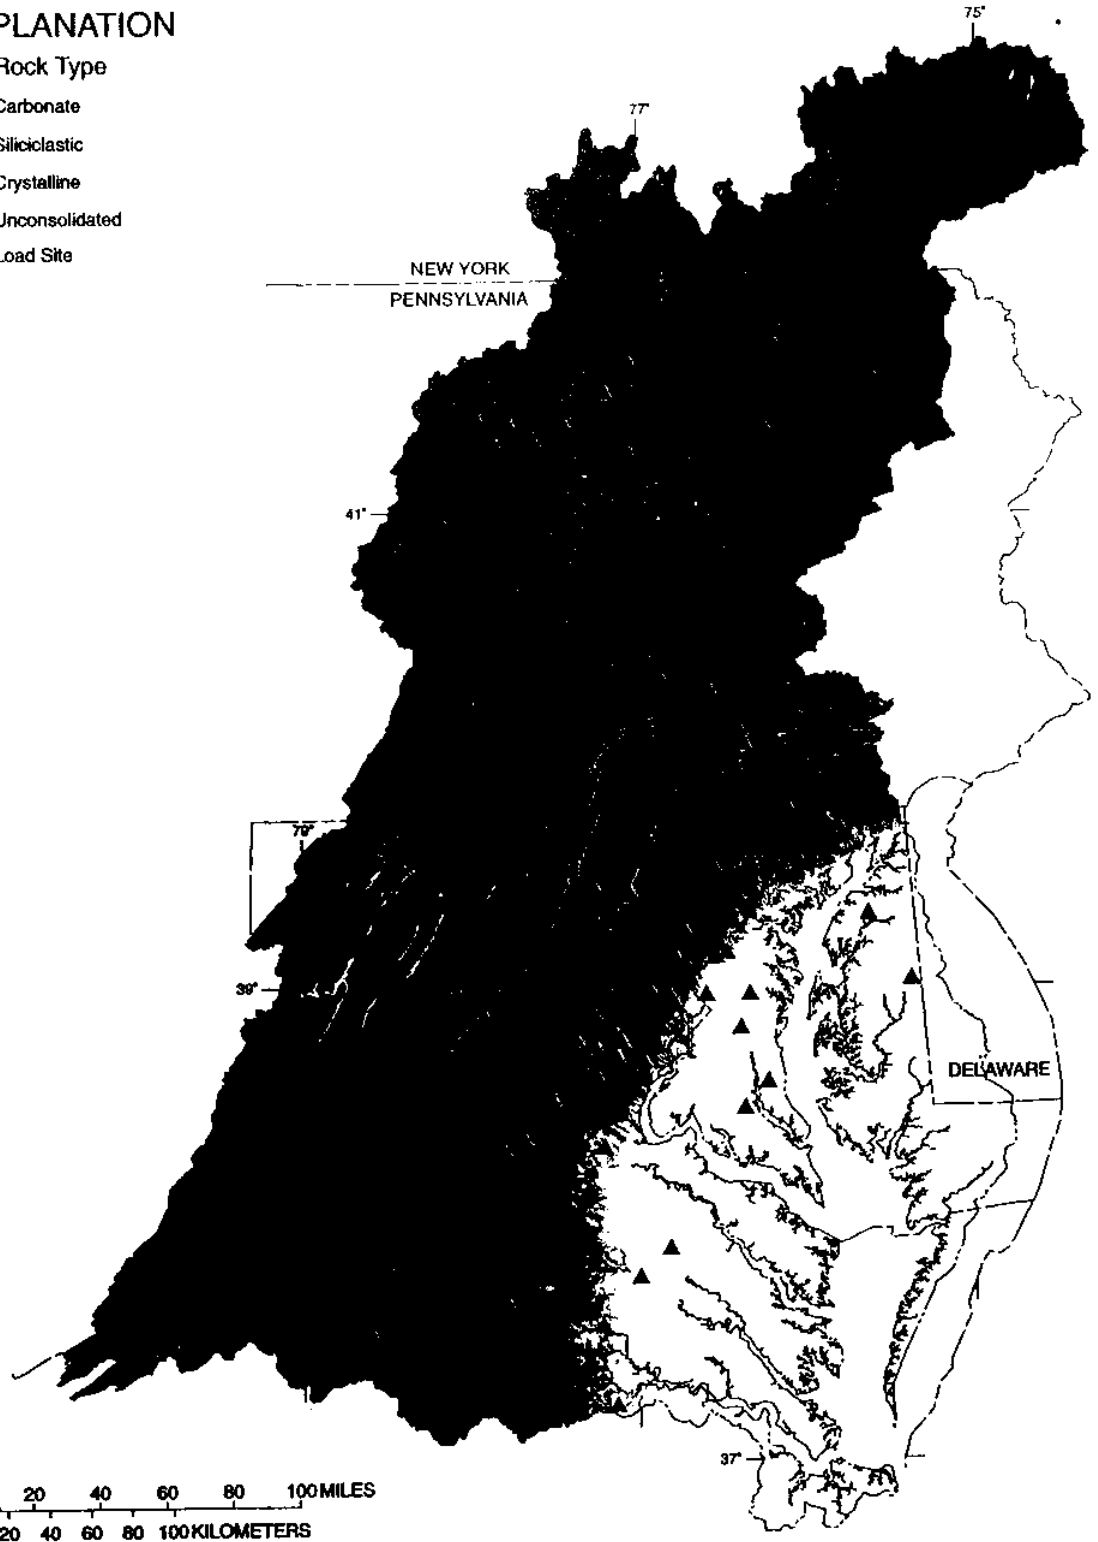 PLANATION
Rock Type
Carbonate
Siliciclastic
Crystalline
Unconsolidated
Load Site
75°
77°
NEW YORK
PENNSYLVANIA
41°
79°
39°
DELAWARE
37°
20 40 60 80 100 MILES
20 40 60 80 100 KILOMETERS